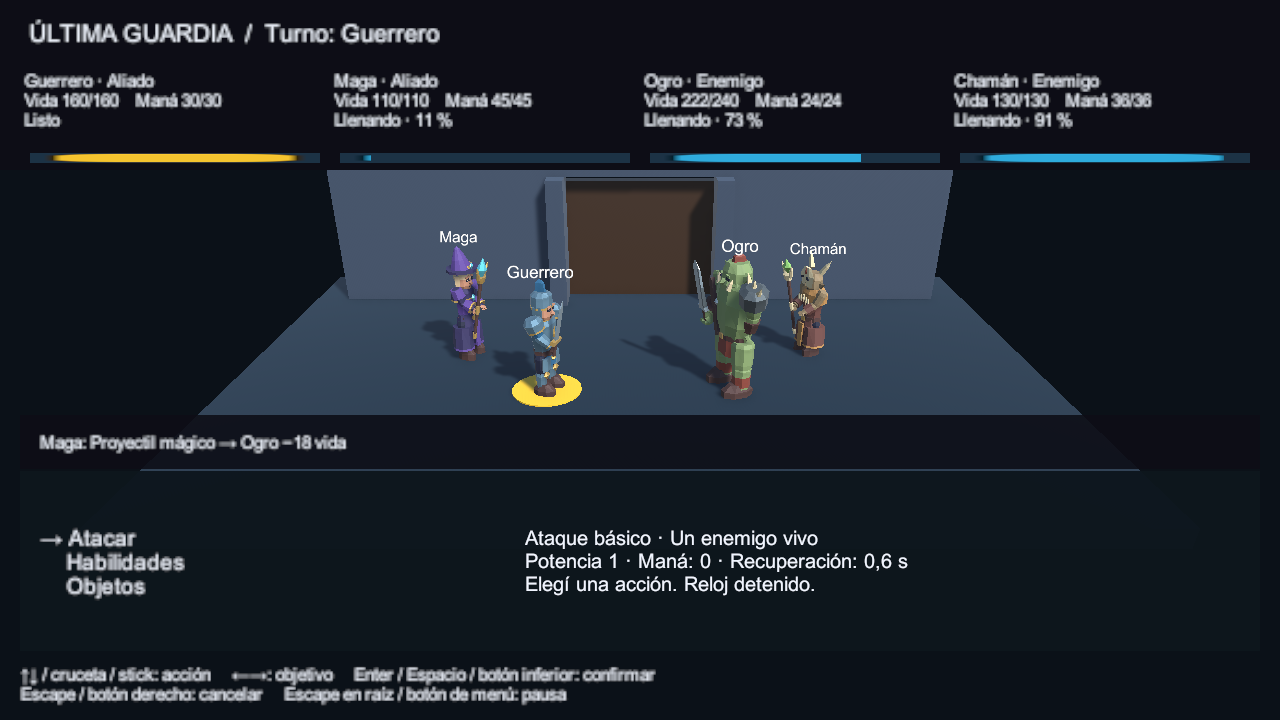 ÚLTIMA GUARDIA / Turno: Guerrero
Guerrero · Aliado
Vida 160/160 Maná 30/30
Listo
Maga · Aliado
Vida 110/110 Maná 45/45
Llenando · 11 %
Ogro · Enemigo
Vida 222/240 Maná 24/24
Llenando · 73 %
Chamán · Enemigo
Vida 130/130 Maná 36/36
Llenando · 91 %
Maga
Guerrero
Ogro
Chamán
Maga: Proyectil mágico → Ogro −18 vida
→ Atacar
Habilidades
Objetos
Ataque básico · Un enemigo vivo
Potencia 1 · Maná: 0 · Recuperación: 0,6 s
Elegí una acción. Reloj detenido.
↑↓ / cruceta / stick: acción ←→: objetivo Enter / Espacio / botón inferior: confirmar
Escape / botón derecho: cancelar Escape en raíz / botón de menú: pausa